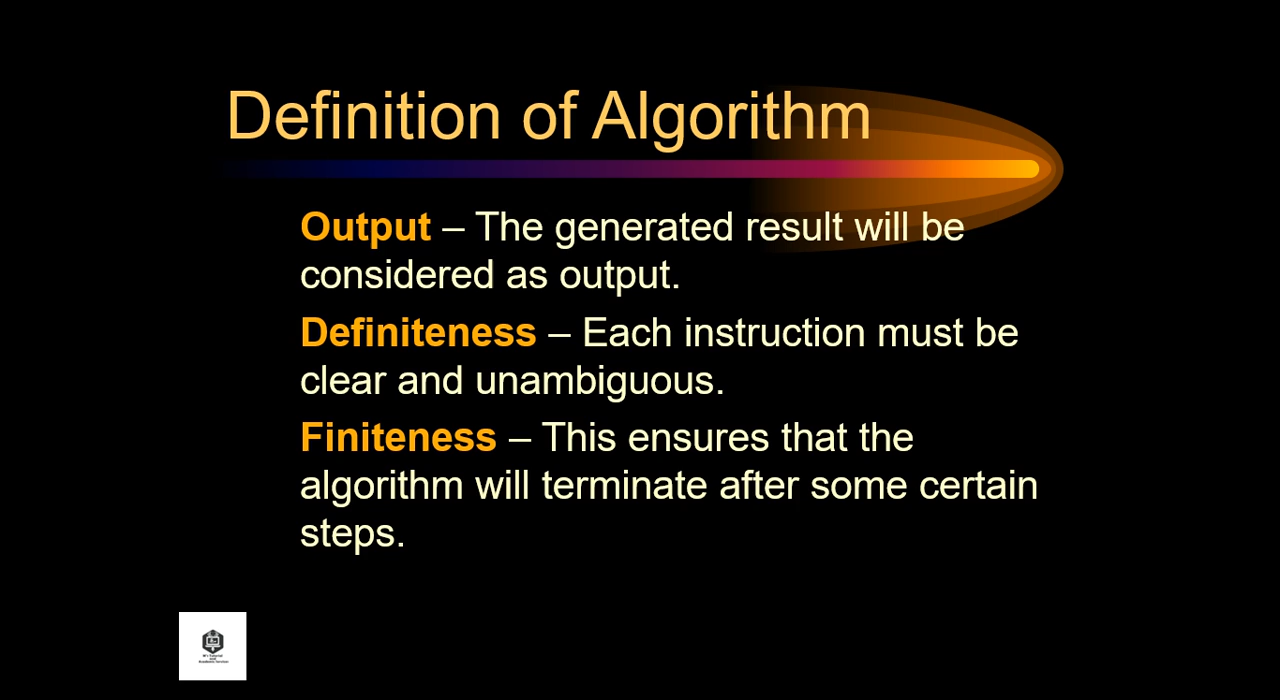 Definition of Algorithm
Output – The generated result will be
considered as output.
Definiteness – Each instruction must be
clear and unambiguous.
Finiteness – This ensures that the
algorithm will terminate after some certain
steps.